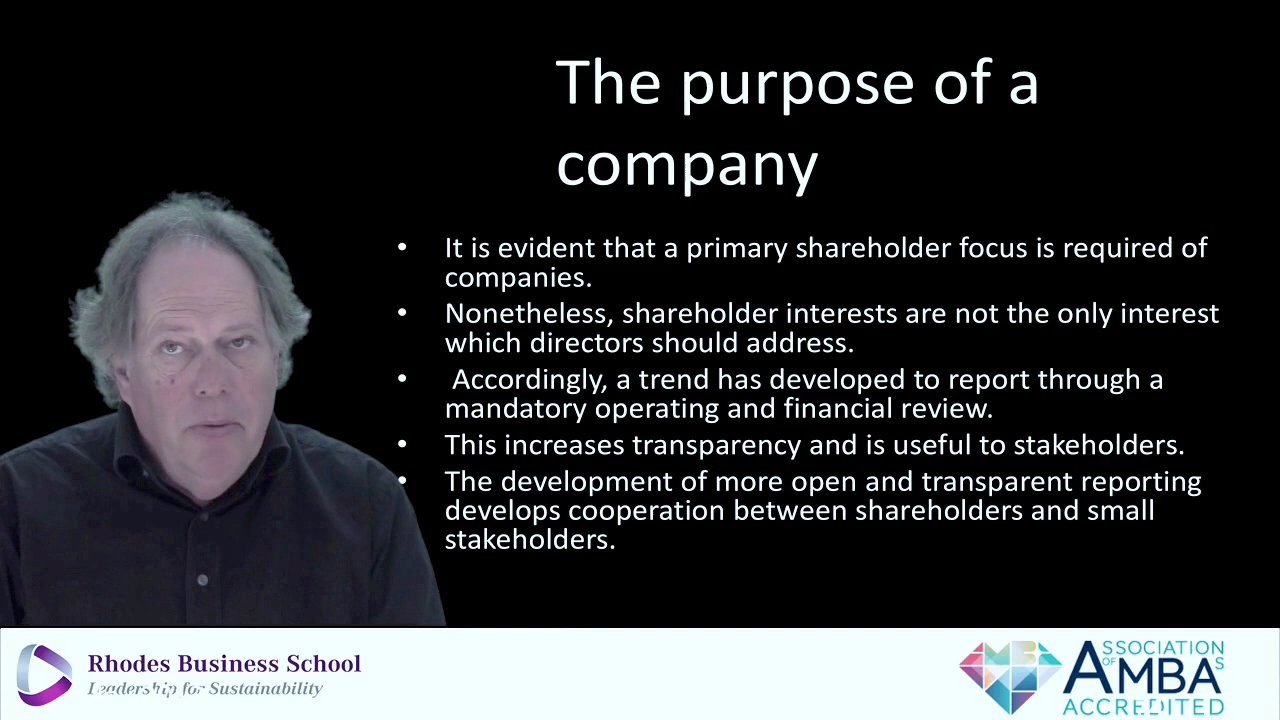 The purpose of a
company
• It is evident that a primary shareholder focus is required of
companies.
• Nonetheless, shareholder interests are not the only interest
which directors should address.
• Accordingly, a trend has developed to report through a
mandatory operating and financial review.
• This increases transparency and is useful to stakeholders.
• The development of more open and transparent reporting
develops cooperation between shareholders and small
stakeholders.
Rhodes Business School
Leadership for Sustainability
ASSOCIATION
OF AMBAS
ACCREDITED